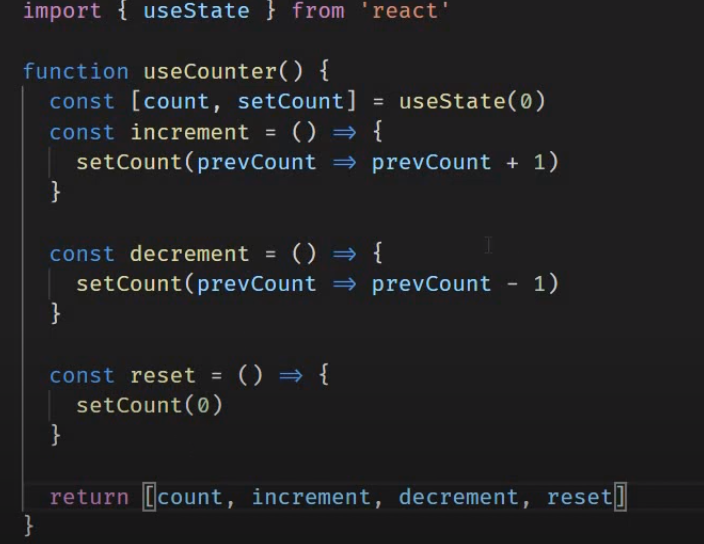 import { useState } from 'react'
function useCounter() {
const [count, setCount] = useState(0)
const increment = () => {
setCount(prevCount => prevCount + 1)
}
const decrement = () => {
setCount(prevCount => prevCount - 1)
}
const reset = () => {
setCount(0)
}
return [count, increment, decrement, reset]
}